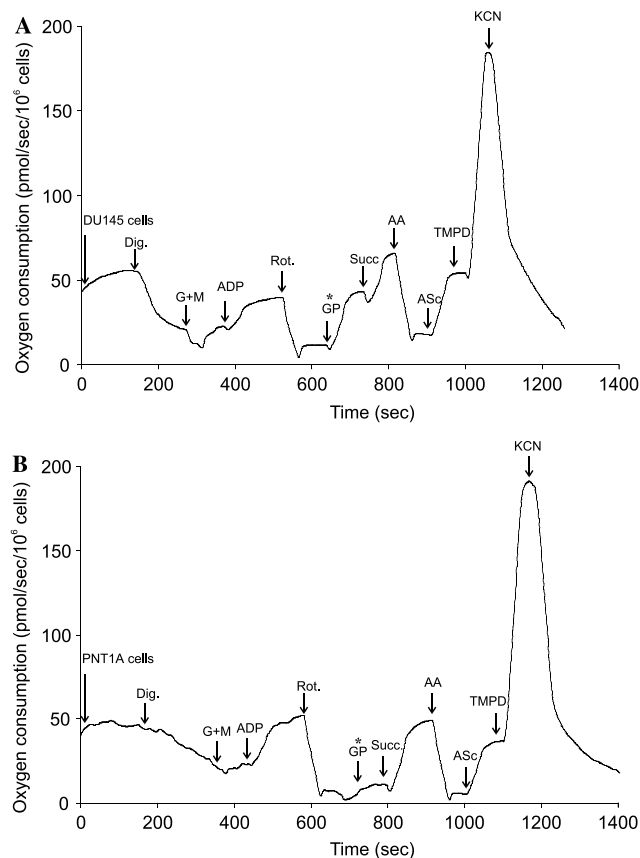 A
KCN
200
150
100
50
0
Oxygen consumption (pmol/sec/10⁶ cells)
DU145 cells
Dig.
G+M
ADP
Rot.
*
GP
Succ
AA
ASc
TMPD
0 200 400 600 800 1000 1200 1400
Time (sec)
B
KCN
200
150
100
50
0
Oxygen consumption (pmol/sec/10⁶ cells)
PNT1A cells
Dig.
G+M
ADP
Rot.
*
GP
Succ.
AA
ASc
TMPD
0 200 400 600 800 1000 1200 1400
Time (sec)